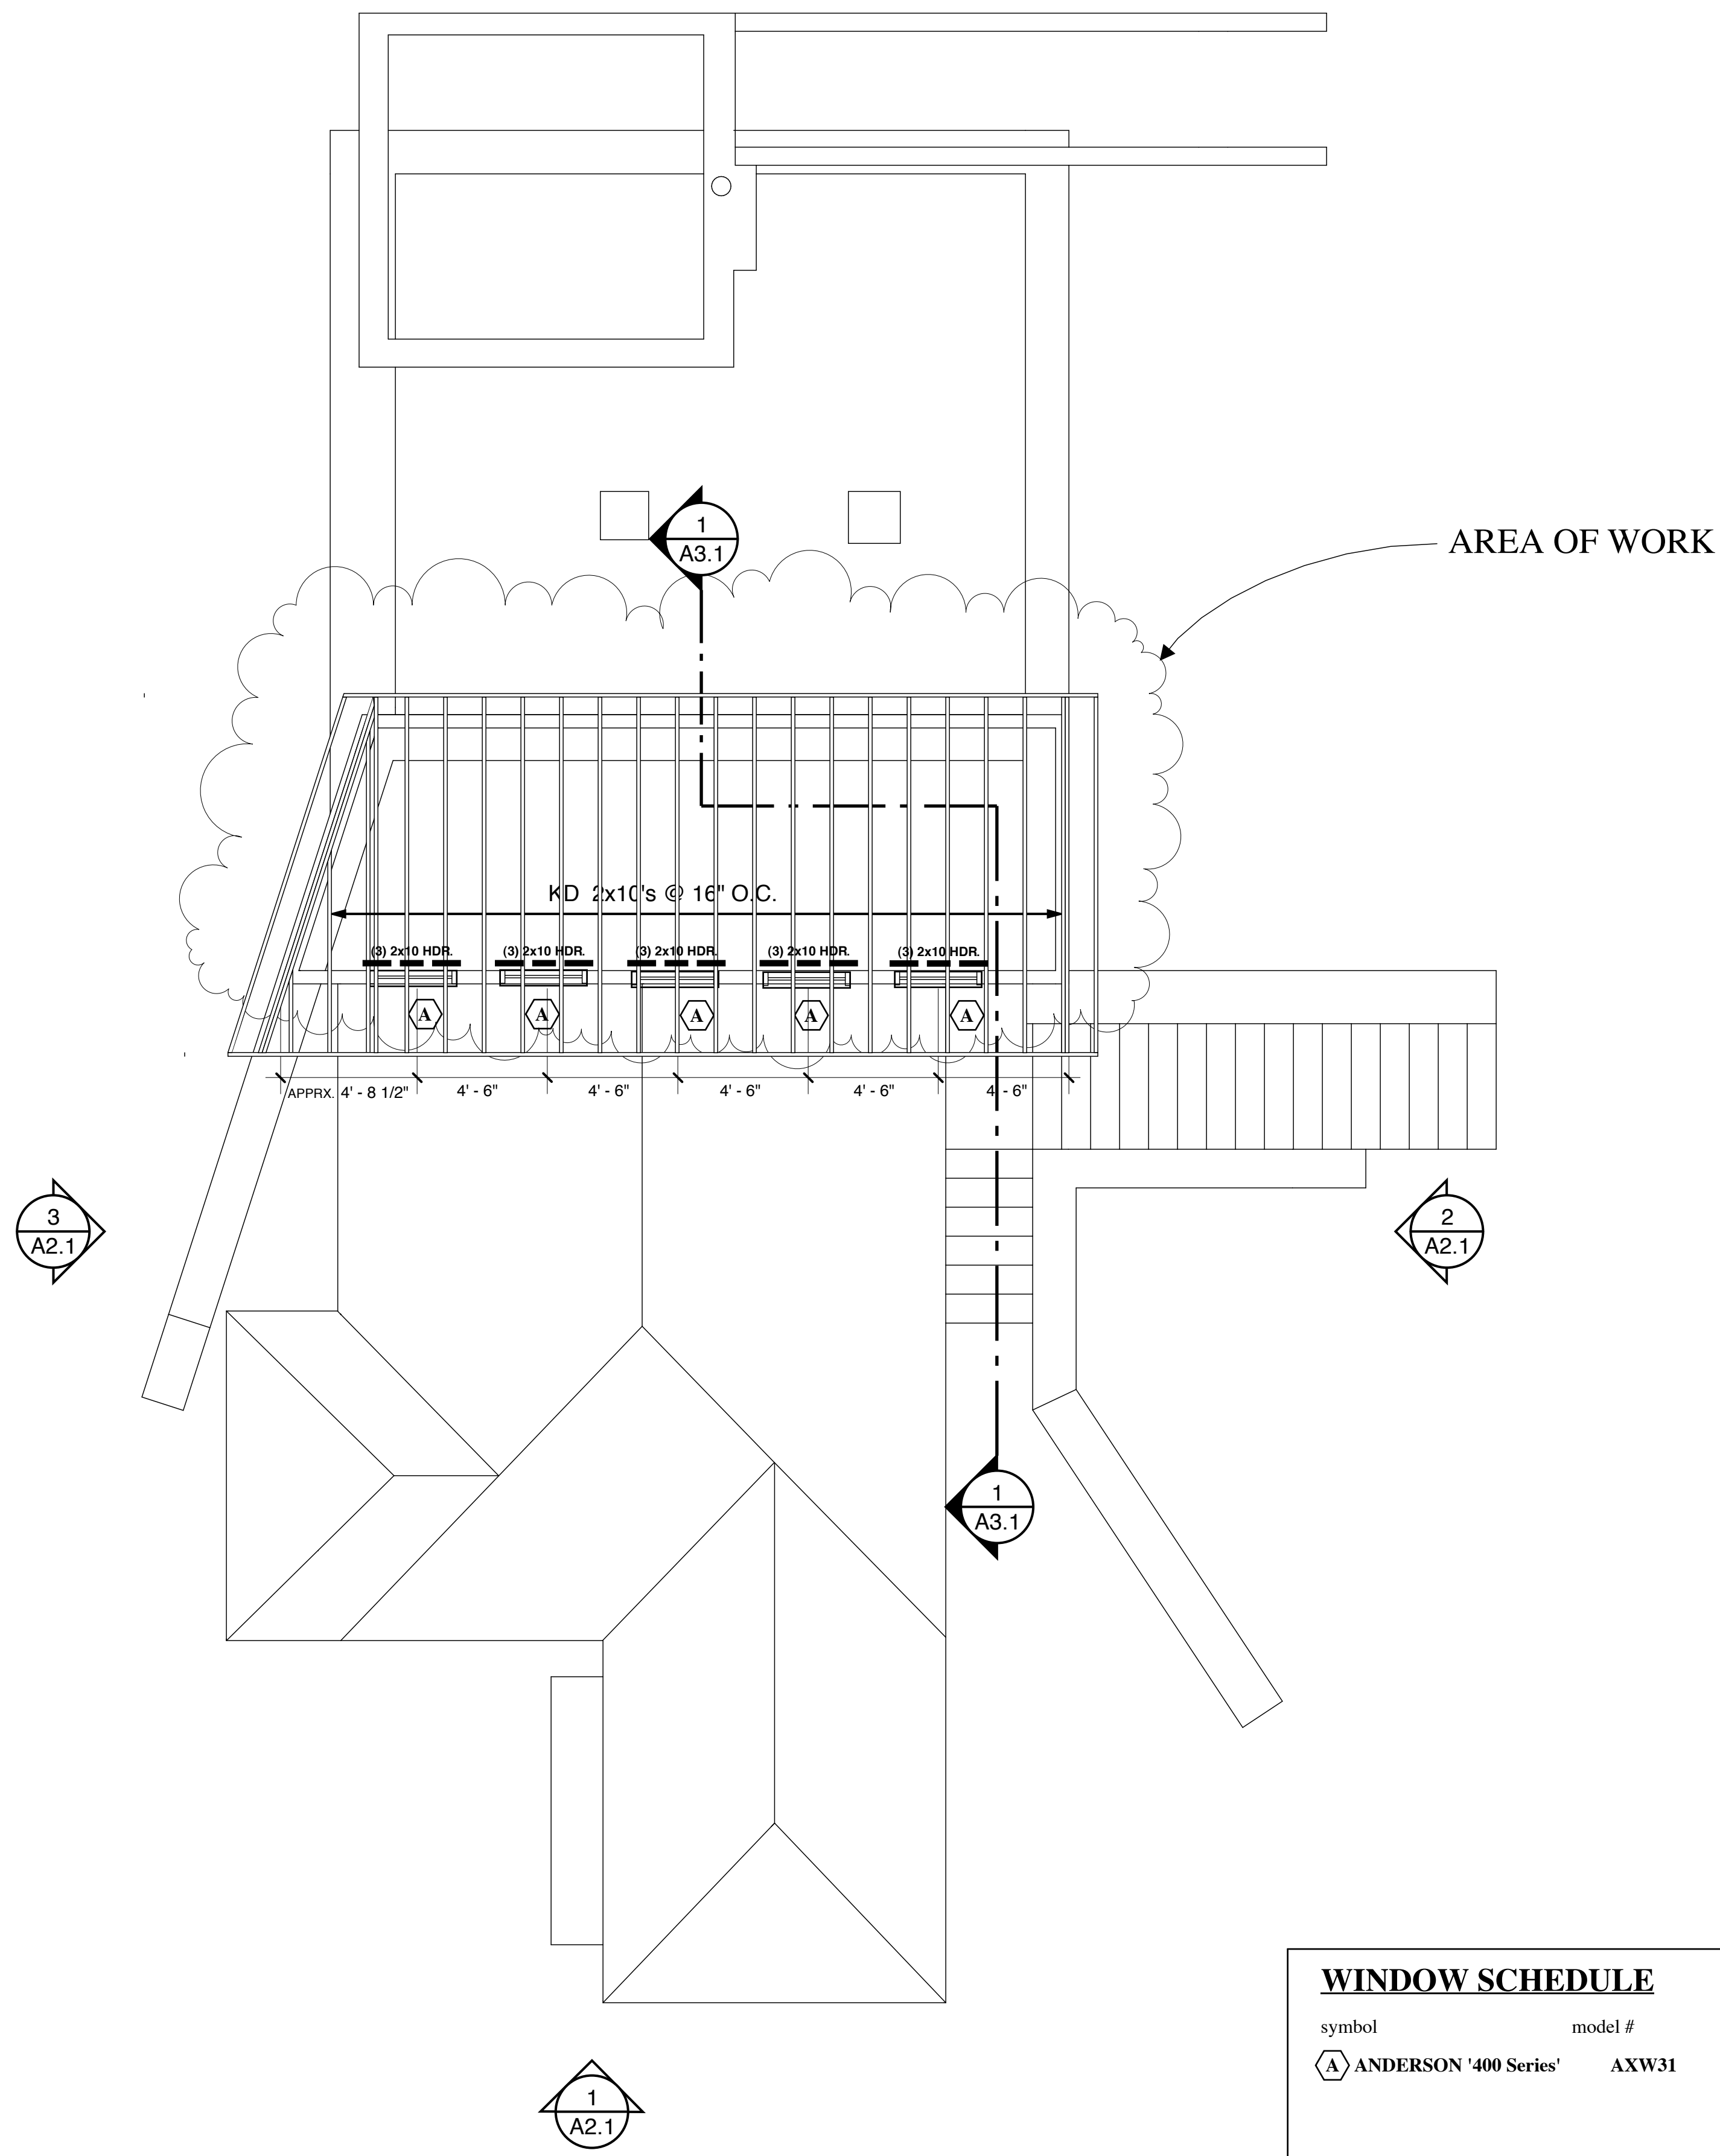 1
A3.1
AREA OF WORK
KD 2x10's @ 16" O.C.
(3) 2x10 HDR. (3) 2x10 HDR. (3) 2x10 HDR. (3) 2x10 HDR. (3) 2x10 HDR.
A A A A A
APPRX. 4' - 8 1/2" 4' - 6" 4' - 6" 4' - 6" 4' - 6" 4' - 6"
3
A2.1
2
A2.1
1
A3.1
WINDOW SCHEDULE
symbol model #
A ANDERSON '400 Series' AXW31
1
A2.1